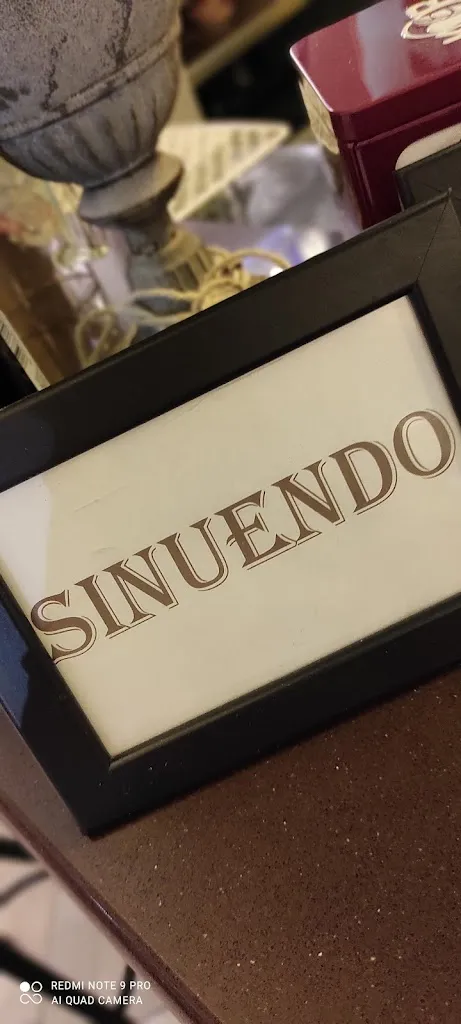 SINUENDO
REDMI NOTE 9 PRO
AI QUAD CAMERA